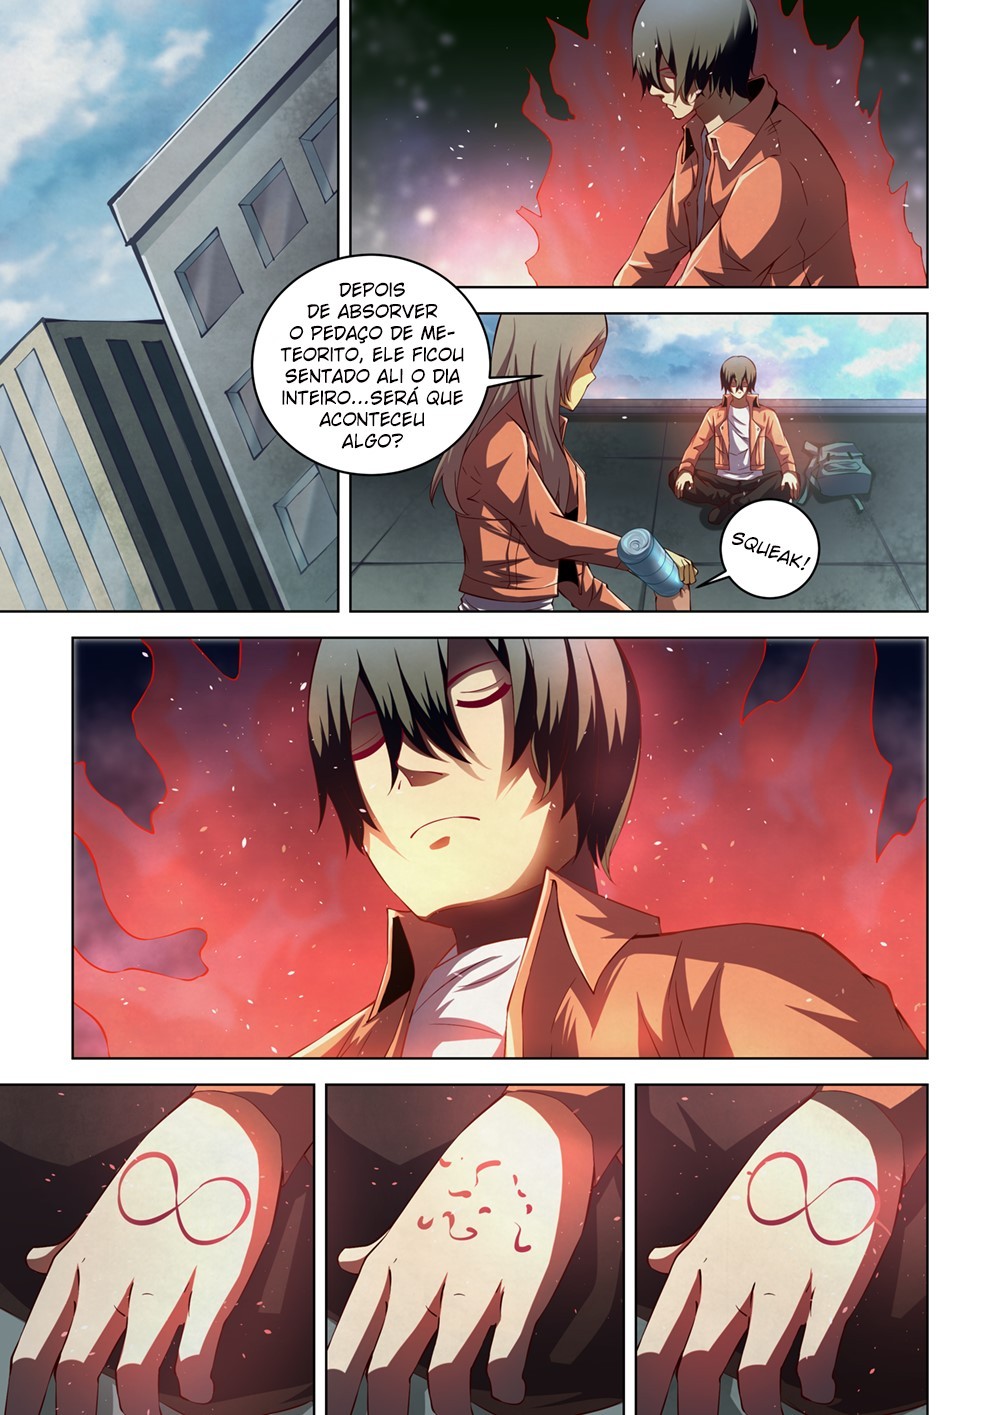 DEPOIS
DE ABSORVER
O PEDAÇO DE ME-
TEORITO, ELE FICOU
SENTADO ALI O DIA
INTEIRO...SERÁ QUE
ACONTECEU
ALGO?
SQUEAK!